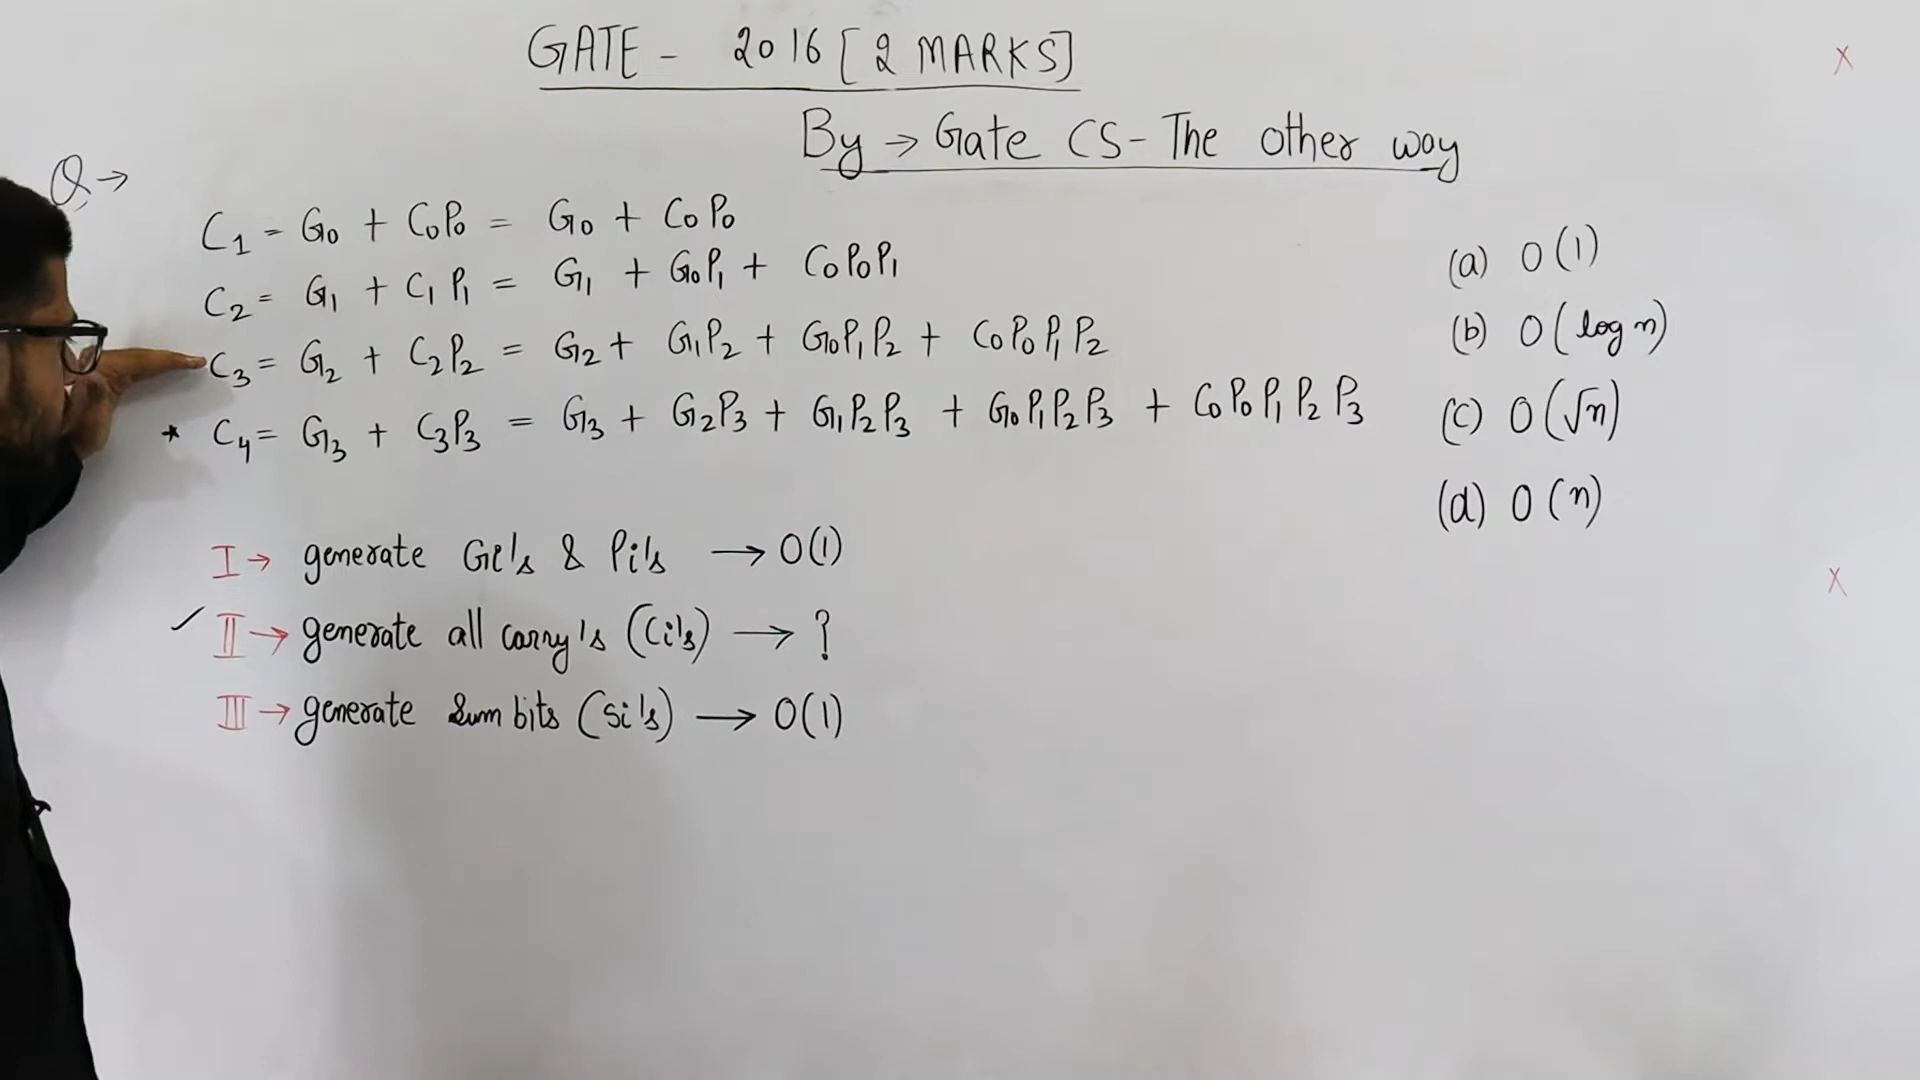 GATE - 2016 [2 MARKS]
By → Gate CS - The other way
Q →
C1 = G0 + C0P0 = G0 + C0P0
C2 = G1 + C1P1 = G1 + G0P1 + C0P0P1
C3 = G2 + C2P2 = G2 + G1P2 + G0P1P2 + C0P0P1P2
* C4 = G3 + C3P3 = G3 + G2P3 + G1P2P3 + G0P1P2P3 + C0P0P1P2P3
(a) O(1)
(b) O(log n)
(c) O(√n)
(d) O(n)
I → generate Gi's & Pi's → O(1)
✓ II → generate all carry's (Ci's) → ?
III → generate sum bits (Si's) → O(1)
X
X